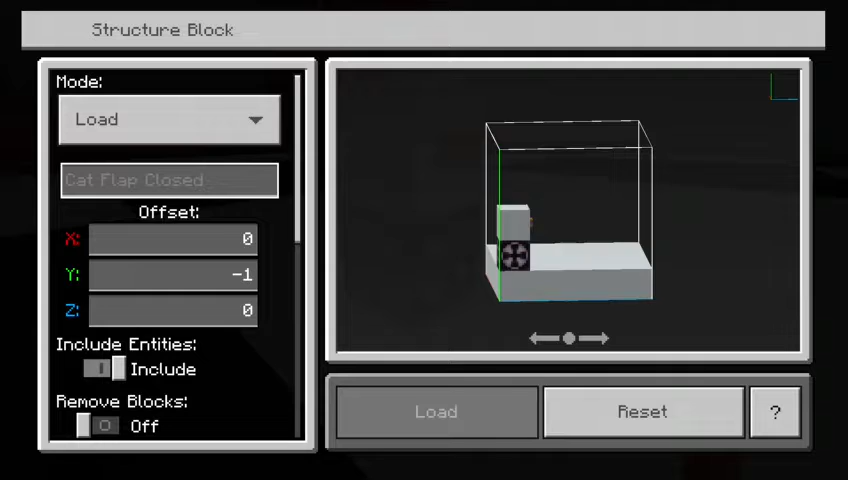 Structure Block
Mode:
Load
Cat Flap Closed
Offset:
X: 0
Y: -1
Z: 0
Include Entities:
Include
Remove Blocks:
Off
Load
Reset
?